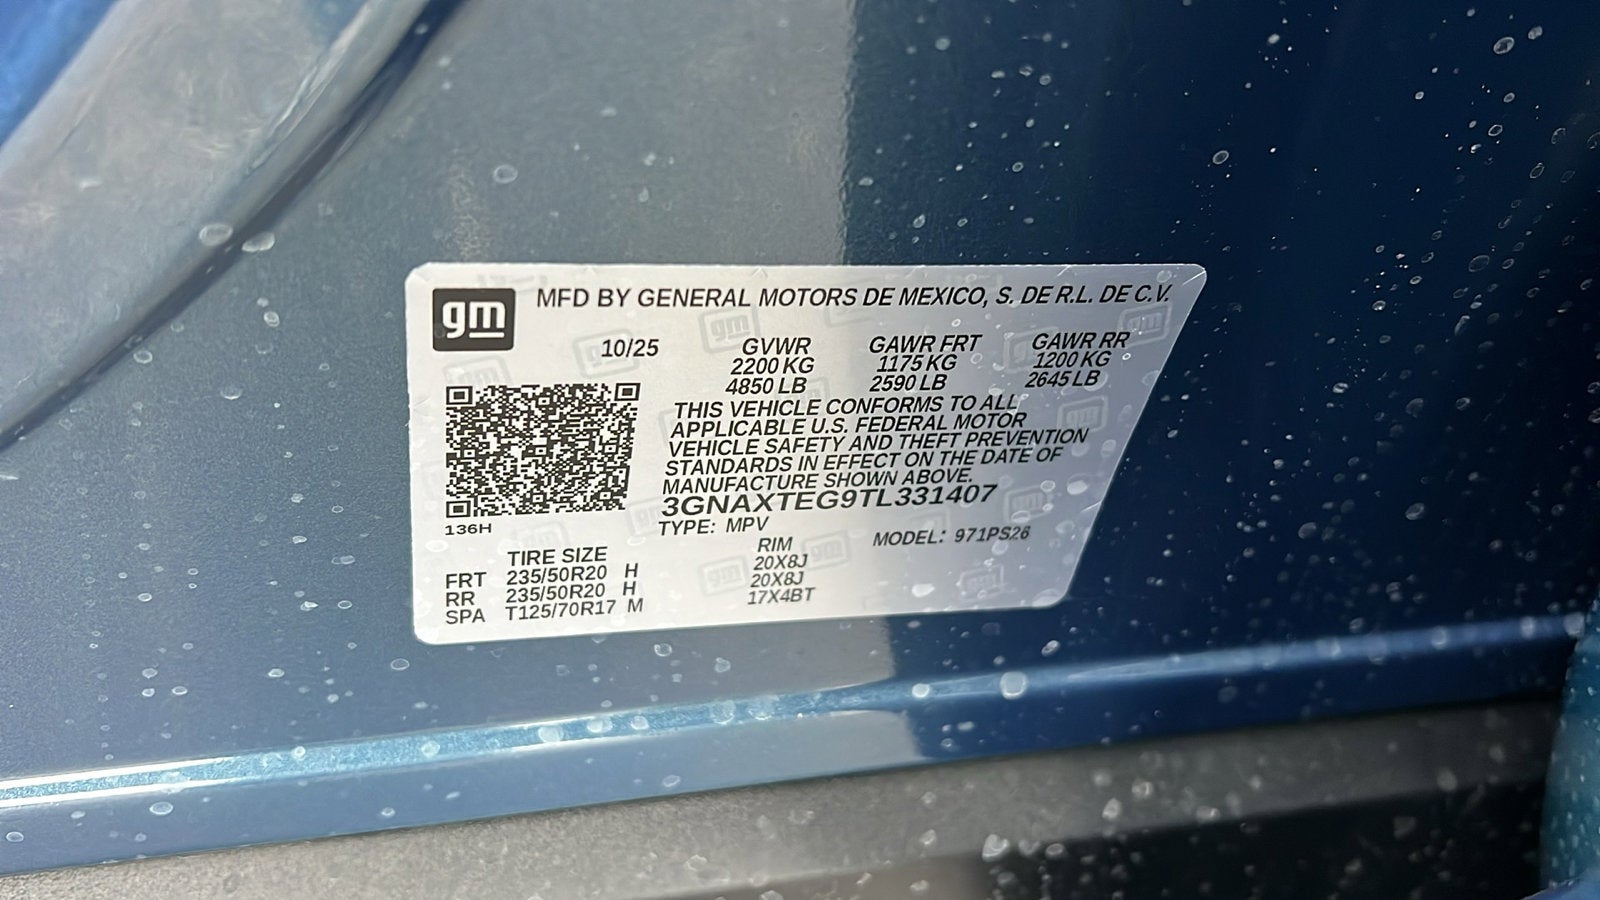 gm MFD BY GENERAL MOTORS DE MEXICO, S. DE R.L. DE C.V.
10/25 GVWR GAWR FRT GAWR RR
2200 KG 1175 KG 1200 KG
4850 LB 2590 LB 2645 LB
THIS VEHICLE CONFORMS TO ALL
APPLICABLE U.S. FEDERAL MOTOR
VEHICLE SAFETY AND THEFT PREVENTION
STANDARDS IN EFFECT ON THE DATE OF
MANUFACTURE SHOWN ABOVE.
3GNAXTEG9TL331407
136H TYPE: MPV MODEL: 971PS26
TIRE SIZE RIM
FRT 235/50R20 H 20X8J
RR 235/50R20 H 20X8J
SPA T125/70R17 M 17X4BT